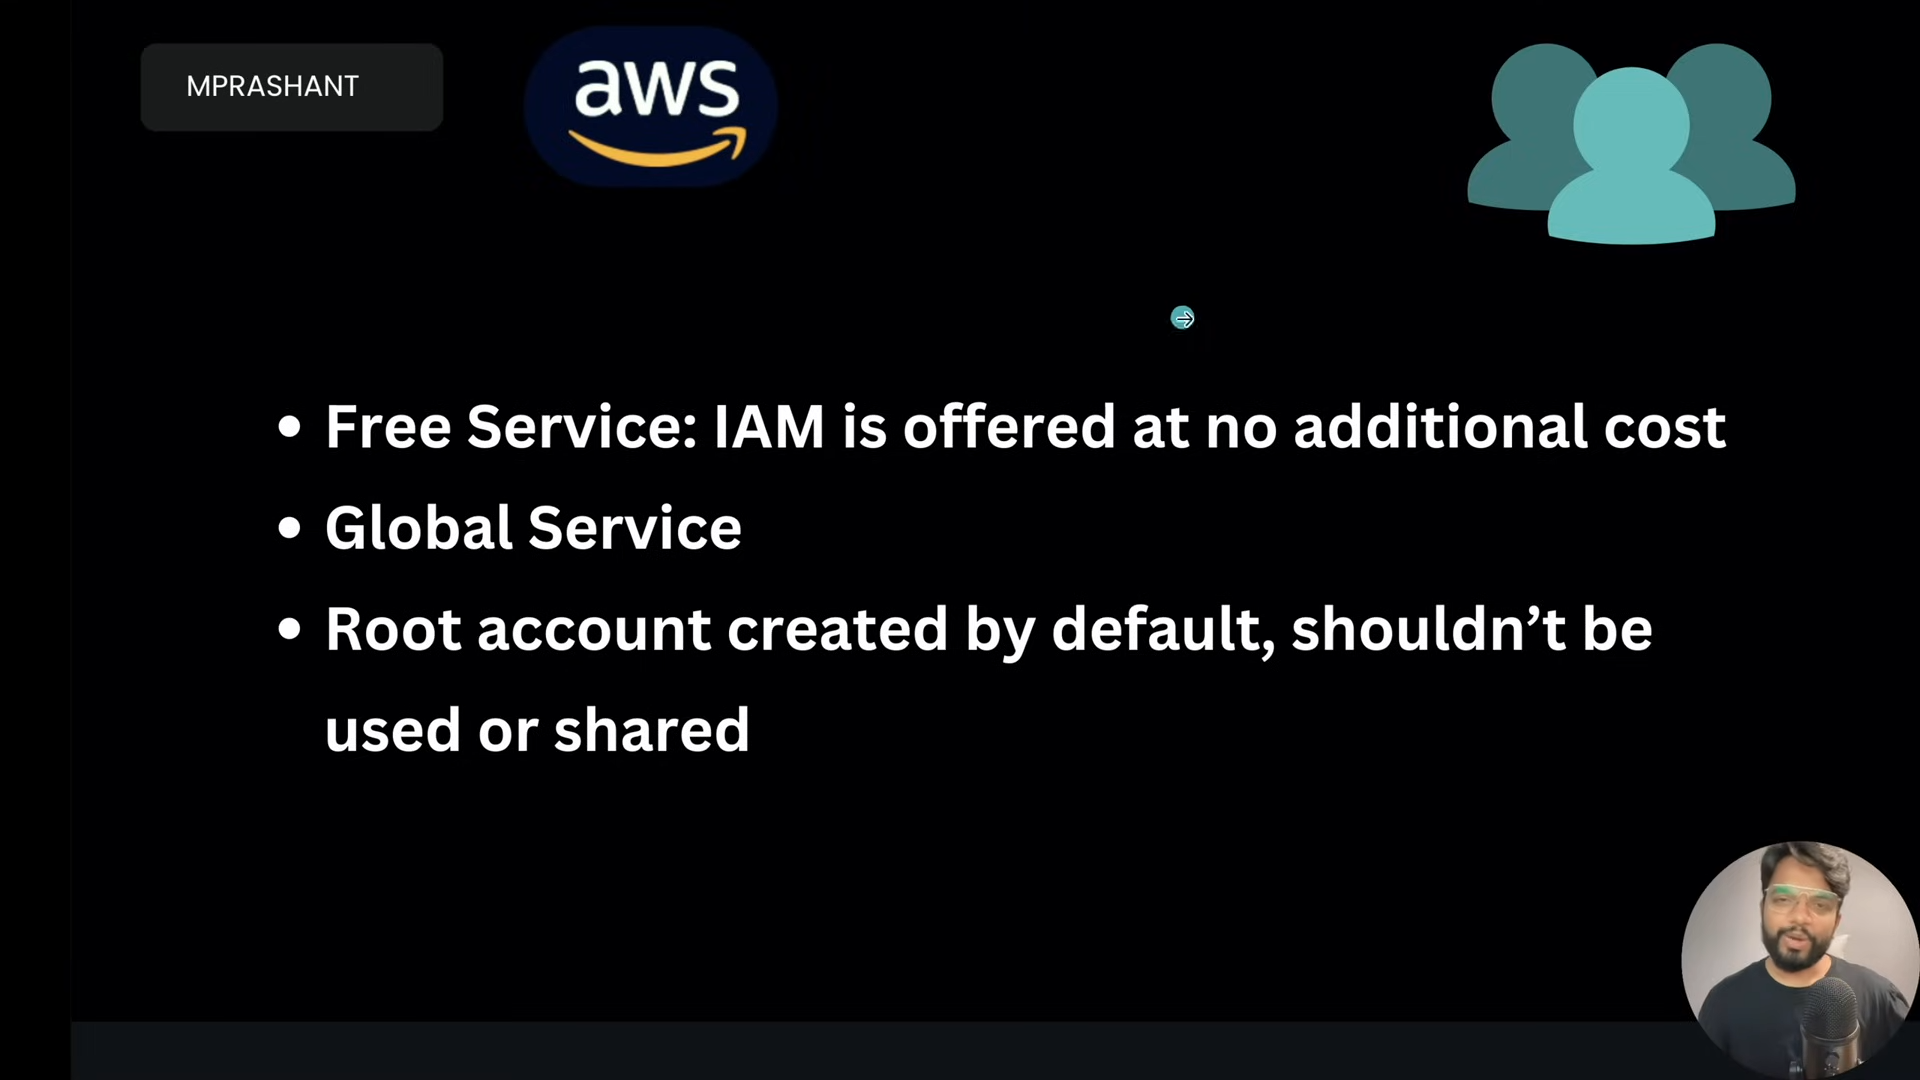 MPRASHANT
aws
• Free Service: IAM is offered at no additional cost
• Global Service
• Root account created by default, shouldn’t be
used or shared